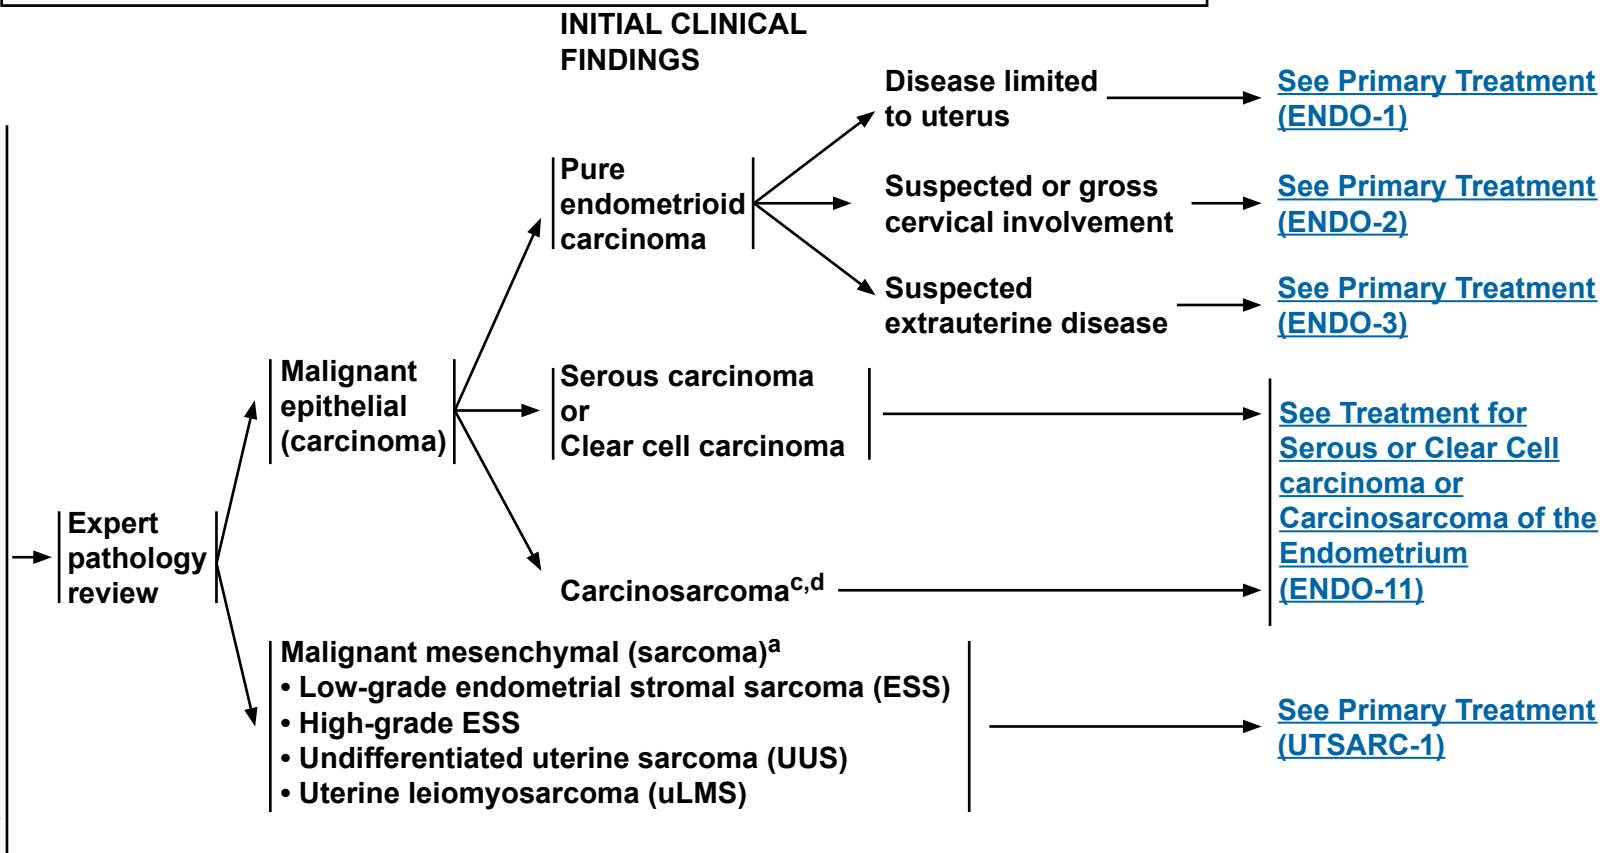 INITIAL CLINICAL
FINDINGS
Disease limited
to uterus
See Primary Treatment
(ENDO-1)
Pure
endometrioid
carcinoma
Suspected or gross
cervical involvement
See Primary Treatment
(ENDO-2)
Suspected
extrauterine disease
See Primary Treatment
(ENDO-3)
Malignant
epithelial
(carcinoma)
Serous carcinoma
or
Clear cell carcinoma
See Treatment for
Serous or Clear Cell
carcinoma or
Carcinosarcoma of the
Endometrium
(ENDO-11)
Expert
pathology
review
Carcinosarcomac,d
Malignant mesenchymal (sarcoma)a
• Low-grade endometrial stromal sarcoma (ESS)
• High-grade ESS
• Undifferentiated uterine sarcoma (UUS)
• Uterine leiomyosarcoma (uLMS)
See Primary Treatment
(UTSARC-1)